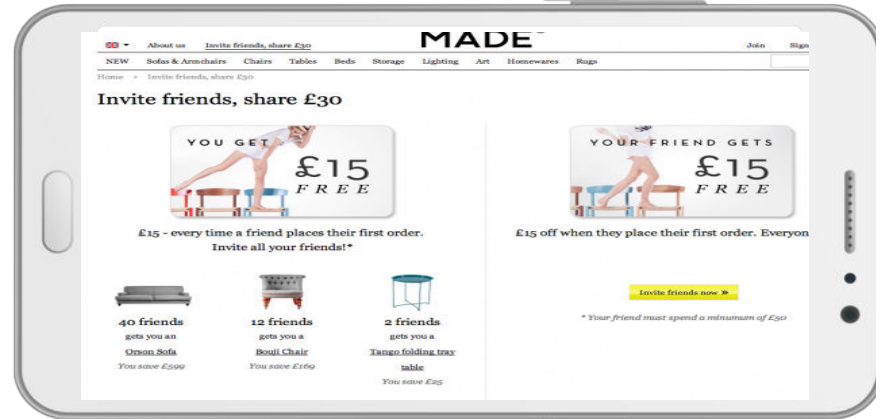 MADE
About us Invite friends, share £30 Join Sign
NEW Sofas & Armchairs Chairs Tables Beds Storage Lighting Art Homewares Rugs
Home > Invite friends, share £30
Invite friends, share £30
YOU GET
£15
FREE
£15 - every time a friend places their first order.
Invite all your friends!*
40 friends
gets you an
Orson Sofa
You save £599
12 friends
gets you a
Bouji Chair
You save £169
2 friends
gets you a
Tango folding tray
table
You save £25
YOUR FRIEND GETS
£15
FREE
£15 off when they place their first order. Everyon
Invite friends now »
* Your friend must spend a minumum of £50